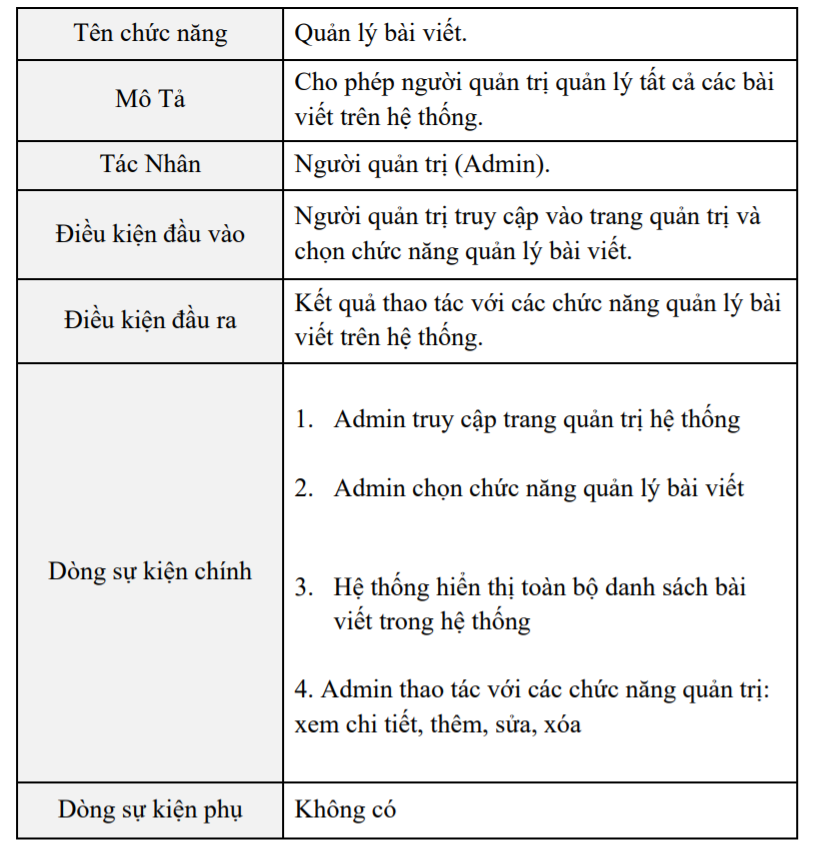 Tên chức năng
Quản lý bài viết.
Mô Tả
Cho phép người quản trị quản lý tất cả các bài
viết trên hệ thống.
Tác Nhân
Người quản trị (Admin).
Điều kiện đầu vào
Người quản trị truy cập vào trang quản trị và
chọn chức năng quản lý bài viết.
Điều kiện đầu ra
Kết quả thao tác với các chức năng quản lý bài
viết trên hệ thống.
Dòng sự kiện chính
1. Admin truy cập trang quản trị hệ thống
2. Admin chọn chức năng quản lý bài viết
3. Hệ thống hiển thị toàn bộ danh sách bài
viết trong hệ thống
4. Admin thao tác với các chức năng quản trị:
xem chi tiết, thêm, sửa, xóa
Dòng sự kiện phụ
Không có